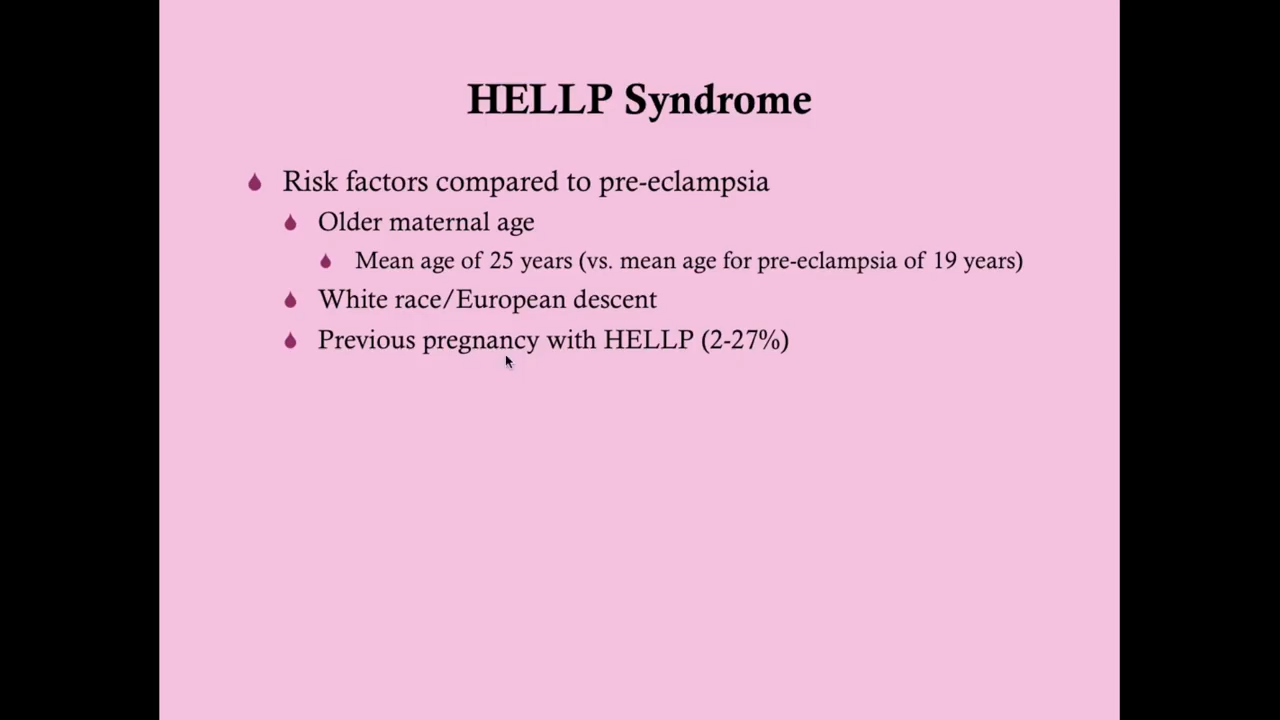 HELLP Syndrome
Risk factors compared to pre-eclampsia
Older maternal age
Mean age of 25 years (vs. mean age for pre-eclampsia of 19 years)
White race/European descent
Previous pregnancy with HELLP (2-27%)